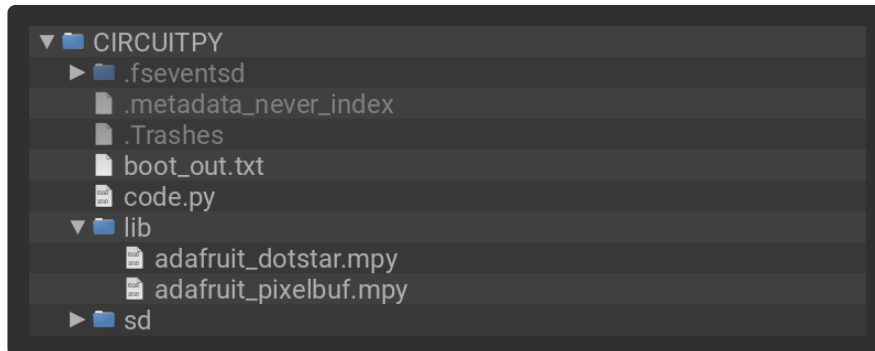 CIRCUITPY
.fseventsd
.metadata_never_index
.Trashes
boot_out.txt
code.py
lib
adafruit_dotstar.mpy
adafruit_pixelbuf.mpy
sd